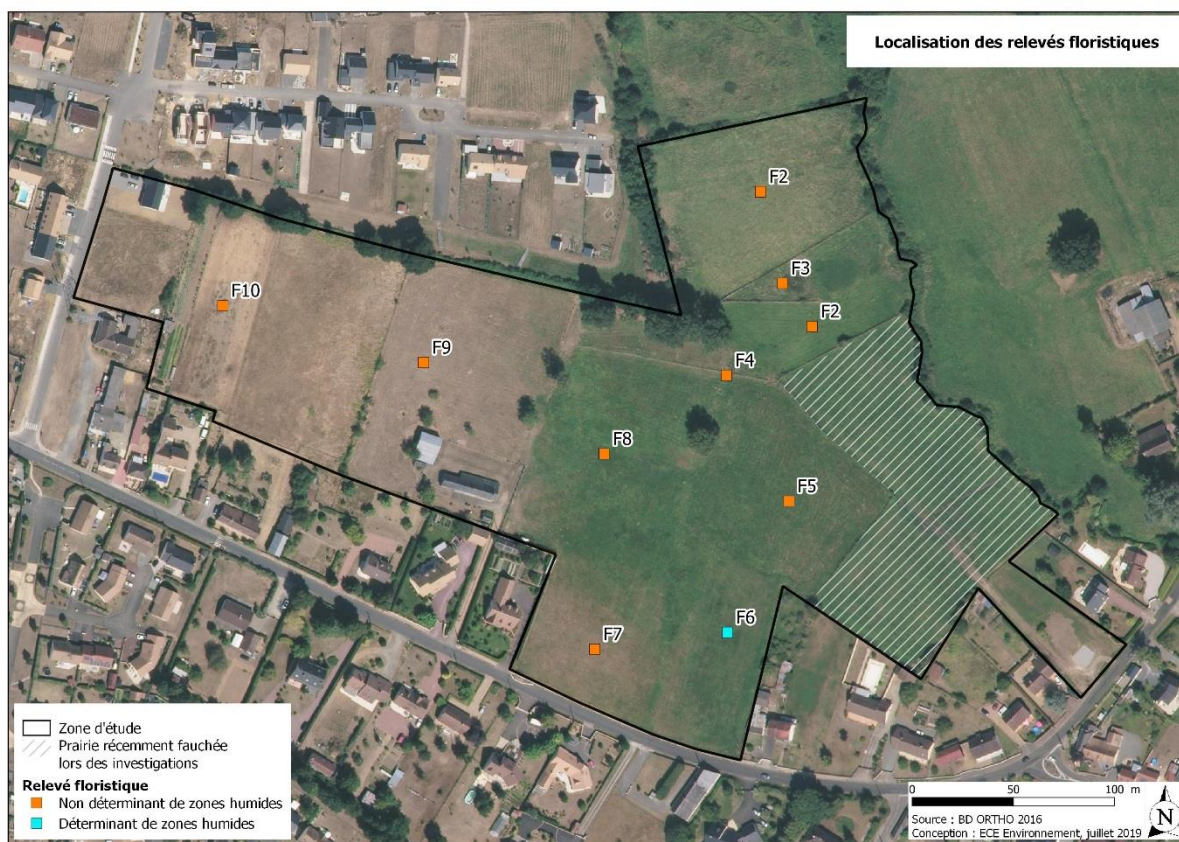 Localisation des relevés floristiques
F2
F3
F10
F2
F9
F4
F8
F5
F6
F7
Zone d'étude
Prairie récemment fauchée
lors des investigations
Relevé floristique
Non déterminant de zones humides
Déterminant de zones humides
0 50 100 m
Source : BD ORTHO 2016
Conception : ECE Environnement, juillet 2019
N